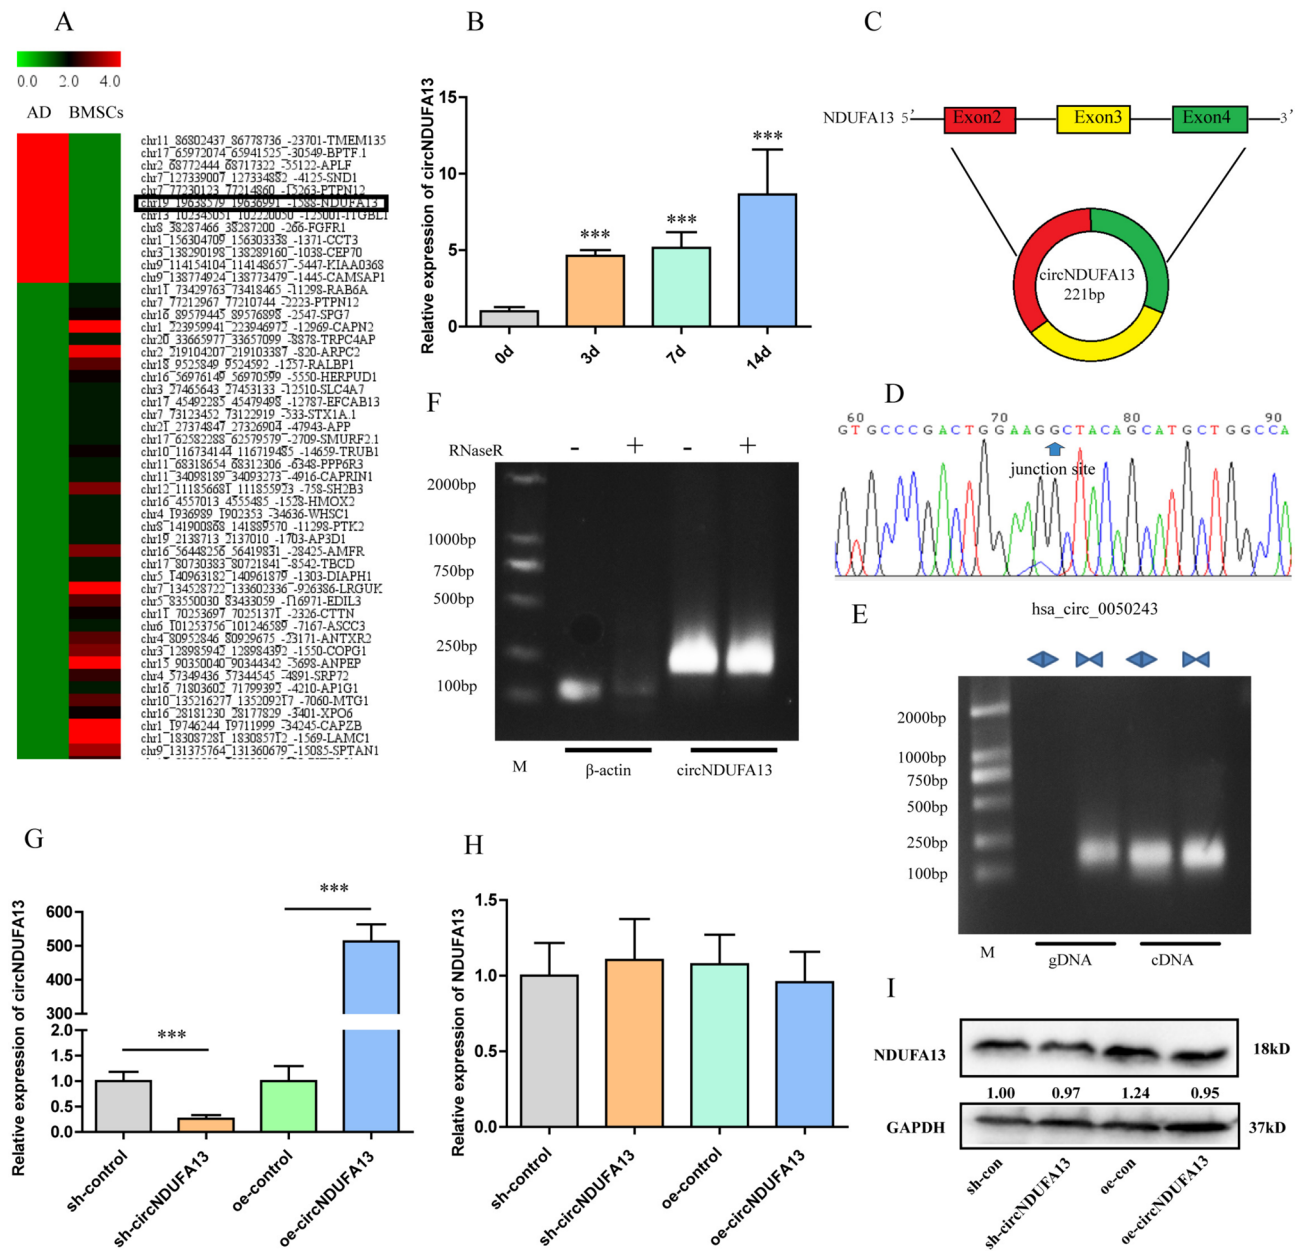 A
0.0 2.0 4.0
AD BMSCs
chr11_86802437_86778736_-23701-TMEM135
chr17_65972074_65941525_-30549-BPTF.1
chr2_68772444_68717322_-55122-APLF
chr7_127339007_127334882_-4125-SND1
chr7_77230123_77214860_-15263-PTPN12
chr19_19638579_19636991_-1588-NDUFA13
chr13_102345051_102220050_-125001-ITGBL1
chr8_38287466_38287200_-266-FGFR1
chr1_156304709_156303338_-1371-CCT3
chr3_138290198_138289160_-1038-CEP70
chr9_114154104_114148657_-5447-KIAA0368
chr9_138774924_138773479_-1445-CAMSAP1
chr11_73429763_73418465_-11298-RAB6A
chr7_77212967_77210744_-2223-PTPN12
chr16_89579445_89576898_-2547-SPG7
chr1_223959941_223946972_-12969-CAPN2
chr20_33665977_33657099_-8878-TRPC4AP
chr2_219104207_219103387_-820-ARPC2
chr18_9525849_9524592_-1257-RALBP1
chr16_56976149_56970599_-5550-HERPUD1
chr3_27465643_27453133_-12510-SLC4A7
chr17_45492285_45479498_-12787-EFCAB13
chr7_73123452_73122919_-533-STX1A.1
chr21_27374847_27326904_-47943-APP
chr17_62582288_62579579_-2709-SMURF2.1
chr10_116734144_116719485_-14659-TRUB1
chr11_68318654_68312306_-6348-PPP6R3
chr11_34098189_34093273_-4916-CAPRIN1
chr12_111856681_111855923_-758-SH2B3
chr16_4557013_4555485_-1528-HMOX2
chr4_1936989_1902353_-34636-WHSC1
chr8_141900868_141889570_-11298-PTK2
chr19_2138713_2137010_-1703-AP3D1
chr16_56448256_56419831_-28425-AMFR
chr17_80730383_80721841_-8542-TBCD
chr5_140963182_140961879_-1303-DIAPH1
chr7_134528722_133602336_-926386-LRGUK
chr5_83550030_83433059_-116971-EDIL3
chr11_70253697_70251371_-2326-CTTN
chr6_101253756_101246589_-7167-ASCC3
chr4_80952846_80929675_-23171-ANTXR2
chr3_128985942_128984392_-1550-COPG1
chr15_90350040_90344342_-5698-ANPEP
chr4_57349436_57344545_-4891-SRP72
chr16_71803602_71799392_-4210-AP1G1
chr10_135216277_135209217_-7060-MTG1
chr16_28181230_28177829_-3401-XPO6
chr1_19746244_19711999_-34245-CAPZB
chr1_183087281_183085712_-1569-LAMC1
chr9_131375764_131360679_-15085-SPTAN1
B
Relative expression of circNDUFA13
15
10
5
0
***
***
***
0d 3d 7d 14d
C
NDUFA13 5' Exon2 Exon3 Exon4 3'
circNDUFA13
221bp
D
60 70 80 90
GTGCCCGACTGGAAGGCTACAGCATGCTGGCCA
junction site
hsa_circ_0050243
E
2000bp
1000bp
750bp
500bp
250bp
100bp
M gDNA cDNA
F
RNaseR - + - +
2000bp
1000bp
750bp
500bp
250bp
100bp
M β-actin circNDUFA13
G
Relative expression of circNDUFA13
600
500
400
300
2.0
1.5
1.0
0.5
0.0
***
***
sh-control
sh-circNDUFA13
oe-control
oe-circNDUFA13
H
Relative expression of NDUFA13
1.5
1.0
0.5
0.0
sh-control
sh-circNDUFA13
oe-control
oe-circNDUFA13
I
NDUFA13 18kD
1.00 0.97 1.24 0.95
GAPDH 37kD
sh-con
sh-circNDUFA13
oe-con
oe-circNDUFA13